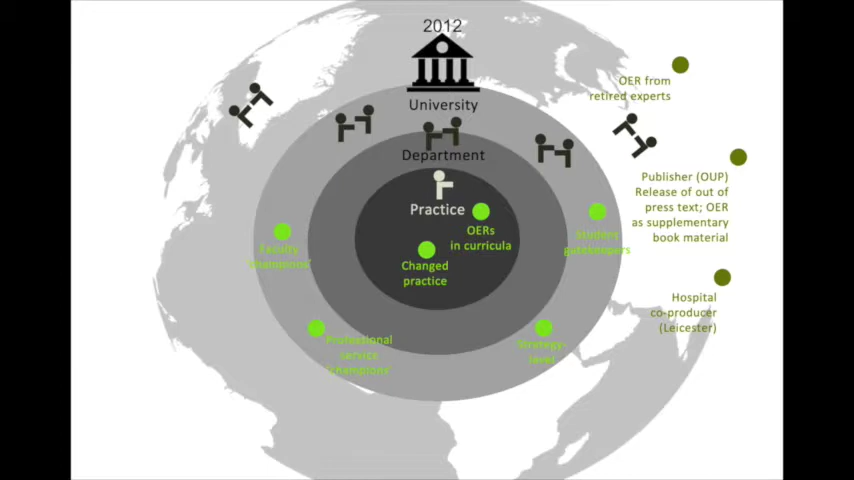 2012
University
Department
Practice
OERs
in curricula
Changed
practice
Faculty
'champions'
Professional
service
'champions'
Student
gatekeepers
Strategy-
level
OER from
retired experts
Publisher (OUP)
Release of out of
press text; OER
as supplementary
book material
Hospital
co-producer
(Leicester)